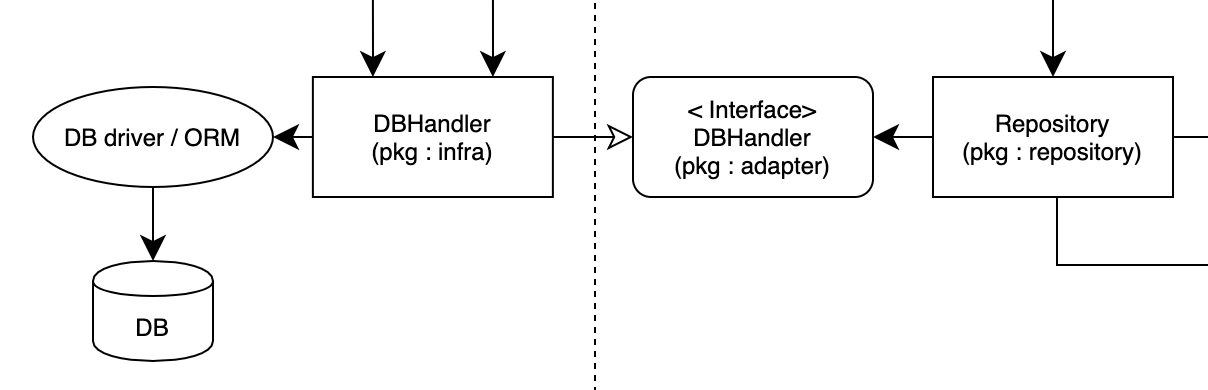 DB driver / ORM
DBHandler
(pkg : infra)
< Interface>
DBHandler
(pkg : adapter)
Repository
(pkg : repository)
DB